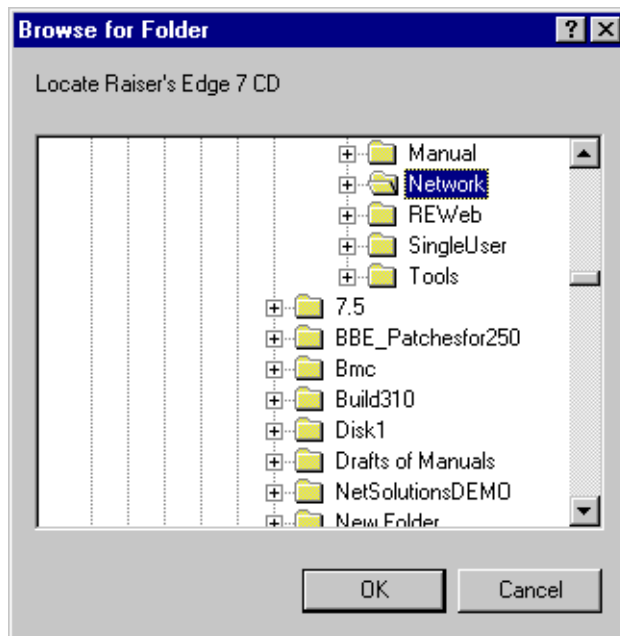 Browse for Folder
Locate Raiser's Edge 7 CD
Manual
Network
REWeb
SingleUser
Tools
7.5
BBE_Patchesfor250
Bmc
Build310
Disk1
Drafts of Manuals
NetSolutionsDEMO
New Folder
OK Cancel